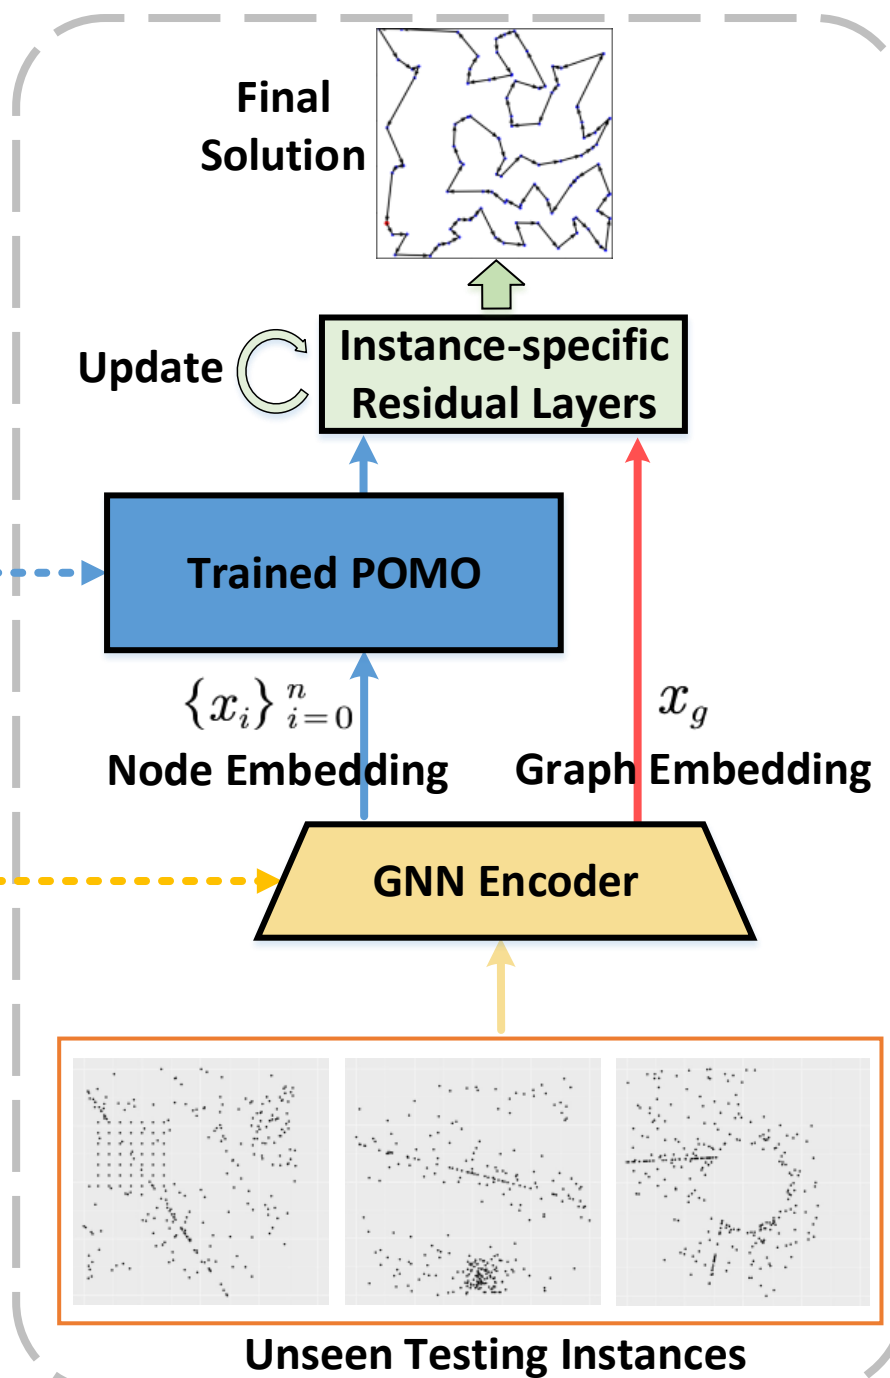 Final
Solution
Update
Instance-specific
Residual Layers
Trained POMO
$\{x_i\}_{i=0}^{n}$
$x_g$
Node Embedding
Graph Embedding
GNN Encoder
Unseen Testing Instances